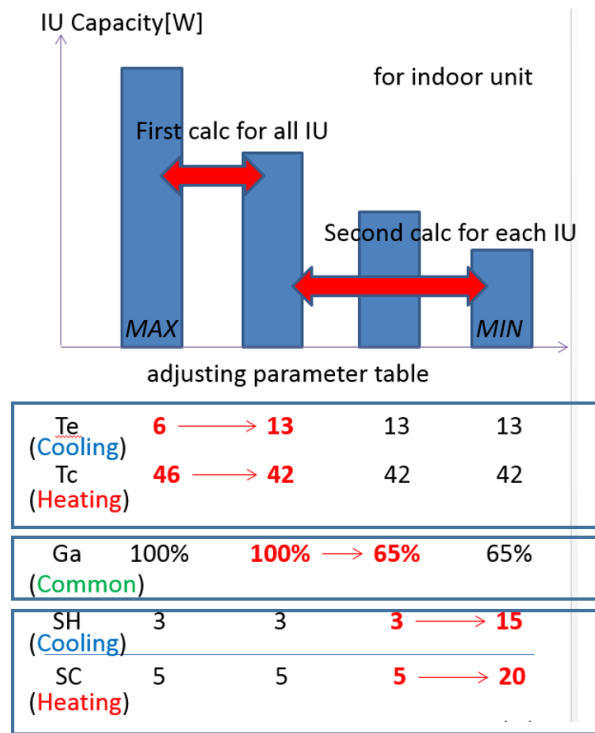 IU Capacity[W]
for indoor unit
First calc for all IU
Second calc for each IU
MAX
MIN
adjusting parameter table
Te 6 13 13 13
(Cooling)
Tc 46 42 42 42
(Heating)
Ga 100% 100% 65% 65%
(Common)
SH 3 3 3 15
(Cooling)
SC 5 5 5 20
(Heating)